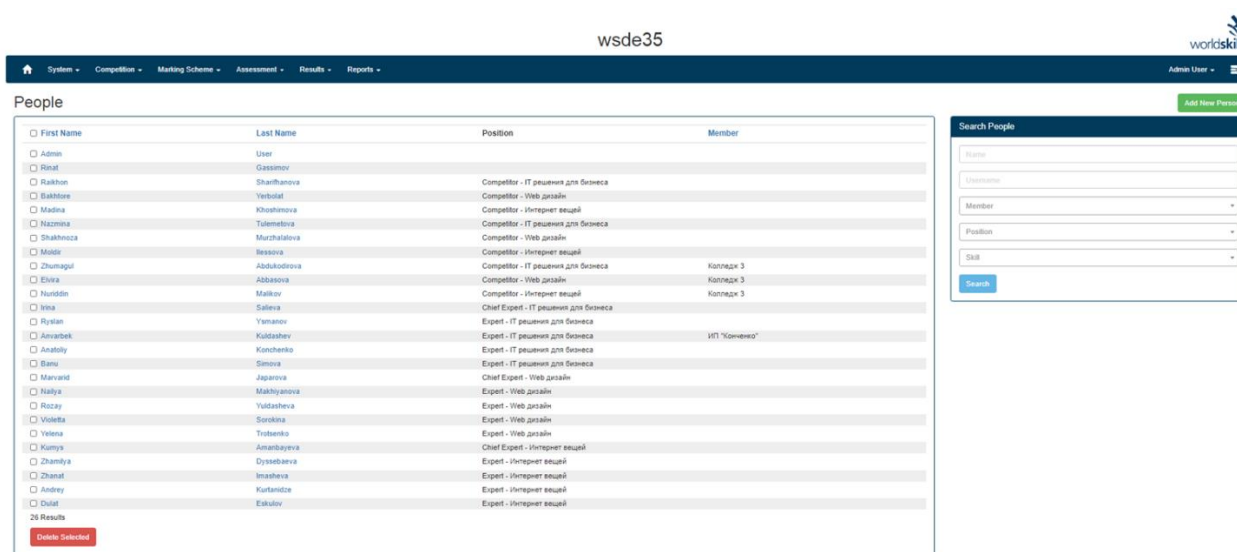 wsde35
worldski
System Competition Marking Scheme Assessment Results Reports Admin User
People
Add New Perso
First Name Last Name Position Member
Admin User
Rinat Gassimov
Raikhon Sharifhanova Competitor - IT решения для бизнеса
Bakhtore Yerbolat Competitor - Web дизайн
Madina Khoshimova Competitor - Интернет вещей
Nazmina Tulemetova Competitor - IT решения для бизнеса
Shakhnoza Murzhalalova Competitor - Web дизайн
Moldir Ilessova Competitor - Интернет вещей
Zhumagul Abdukodirova Competitor - IT решения для бизнеса Колледж 3
Elvira Abbasova Competitor - Web дизайн Колледж 3
Nuriddin Malikov Competitor - Интернет вещей Колледж 3
Irina Salieva Chief Expert - IT решения для бизнеса
Ryslan Ysmanov Expert - IT решения для бизнеса
Anvarbek Kuldashev Expert - IT решения для бизнеса ИП "Конченко"
Anatoliy Konchenko Expert - IT решения для бизнеса
Banu Simova Expert - IT решения для бизнеса
Marvarid Japarova Chief Expert - Web дизайн
Nailya Makhiyanova Expert - Web дизайн
Rozay Yuldasheva Expert - Web дизайн
Violetta Sorokina Expert - Web дизайн
Yelena Trotsenko Expert - Web дизайн
Kumys Amanbayeva Chief Expert - Интернет вещей
Zhamilya Dyssebaeva Expert - Интернет вещей
Zhanat Imasheva Expert - Интернет вещей
Andrey Kurtanidze Expert - Интернет вещей
Dulat Eskulov Expert - Интернет вещей
26 Results
Delete Selected
Search People
Name
Username
Member
Position
Skill
Search